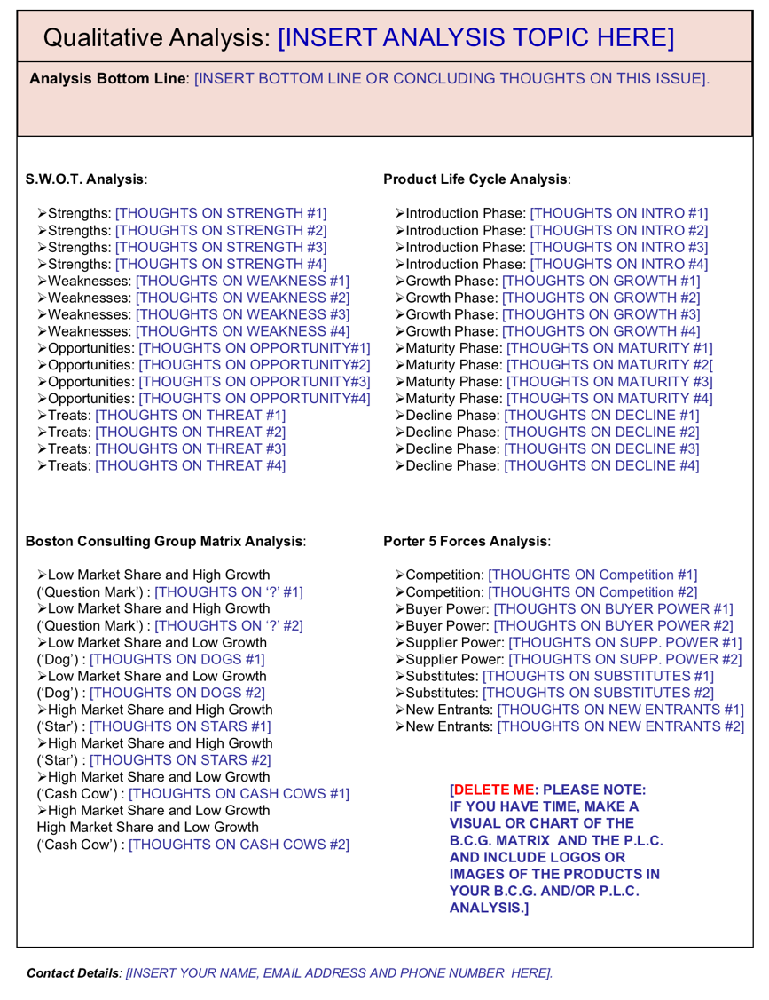 Qualitative Analysis: [INSERT ANALYSIS TOPIC HERE]
Analysis Bottom Line: [INSERT BOTTOM LINE OR CONCLUDING THOUGHTS ON THIS ISSUE].
S.W.O.T. Analysis:
➢Strengths: [THOUGHTS ON STRENGTH #1]
➢Strengths: [THOUGHTS ON STRENGTH #2]
➢Strengths: [THOUGHTS ON STRENGTH #3]
➢Strengths: [THOUGHTS ON STRENGTH #4]
➢Weaknesses: [THOUGHTS ON WEAKNESS #1]
➢Weaknesses: [THOUGHTS ON WEAKNESS #2]
➢Weaknesses: [THOUGHTS ON WEAKNESS #3]
➢Weaknesses: [THOUGHTS ON WEAKNESS #4]
➢Opportunities: [THOUGHTS ON OPPORTUNITY#1]
➢Opportunities: [THOUGHTS ON OPPORTUNITY#2]
➢Opportunities: [THOUGHTS ON OPPORTUNITY#3]
➢Opportunities: [THOUGHTS ON OPPORTUNITY#4]
➢Treats: [THOUGHTS ON THREAT #1]
➢Treats: [THOUGHTS ON THREAT #2]
➢Treats: [THOUGHTS ON THREAT #3]
➢Treats: [THOUGHTS ON THREAT #4]
Product Life Cycle Analysis:
➢Introduction Phase: [THOUGHTS ON INTRO #1]
➢Introduction Phase: [THOUGHTS ON INTRO #2]
➢Introduction Phase: [THOUGHTS ON INTRO #3]
➢Introduction Phase: [THOUGHTS ON INTRO #4]
➢Growth Phase: [THOUGHTS ON GROWTH #1]
➢Growth Phase: [THOUGHTS ON GROWTH #2]
➢Growth Phase: [THOUGHTS ON GROWTH #3]
➢Growth Phase: [THOUGHTS ON GROWTH #4]
➢Maturity Phase: [THOUGHTS ON MATURITY #1]
➢Maturity Phase: [THOUGHTS ON MATURITY #2[
➢Maturity Phase: [THOUGHTS ON MATURITY #3]
➢Maturity Phase: [THOUGHTS ON MATURITY #4]
➢Decline Phase: [THOUGHTS ON DECLINE #1]
➢Decline Phase: [THOUGHTS ON DECLINE #2]
➢Decline Phase: [THOUGHTS ON DECLINE #3]
➢Decline Phase: [THOUGHTS ON DECLINE #4]
Boston Consulting Group Matrix Analysis:
➢Low Market Share and High Growth
(‘Question Mark’) : [THOUGHTS ON ‘?’ #1]
➢Low Market Share and High Growth
(‘Question Mark’) : [THOUGHTS ON ‘?’ #2]
➢Low Market Share and Low Growth
(‘Dog’) : [THOUGHTS ON DOGS #1]
➢Low Market Share and Low Growth
(‘Dog’) : [THOUGHTS ON DOGS #2]
➢High Market Share and High Growth
(‘Star’) : [THOUGHTS ON STARS #1]
➢High Market Share and High Growth
(‘Star’) : [THOUGHTS ON STARS #2]
➢High Market Share and Low Growth
(‘Cash Cow’) : [THOUGHTS ON CASH COWS #1]
➢High Market Share and Low Growth
High Market Share and Low Growth
(‘Cash Cow’) : [THOUGHTS ON CASH COWS #2]
Porter 5 Forces Analysis:
➢Competition: [THOUGHTS ON Competition #1]
➢Competition: [THOUGHTS ON Competition #2]
➢Buyer Power: [THOUGHTS ON BUYER POWER #1]
➢Buyer Power: [THOUGHTS ON BUYER POWER #2]
➢Supplier Power: [THOUGHTS ON SUPP. POWER #1]
➢Supplier Power: [THOUGHTS ON SUPP. POWER #2]
➢Substitutes: [THOUGHTS ON SUBSTITUTES #1]
➢Substitutes: [THOUGHTS ON SUBSTITUTES #2]
➢New Entrants: [THOUGHTS ON NEW ENTRANTS #1]
➢New Entrants: [THOUGHTS ON NEW ENTRANTS #2]
[DELETE ME: PLEASE NOTE:
IF YOU HAVE TIME, MAKE A
VISUAL OR CHART OF THE
B.C.G. MATRIX AND THE P.L.C.
AND INCLUDE LOGOS OR
IMAGES OF THE PRODUCTS IN
YOUR B.C.G. AND/OR P.L.C.
ANALYSIS.]
Contact Details: [INSERT YOUR NAME, EMAIL ADDRESS AND PHONE NUMBER HERE].